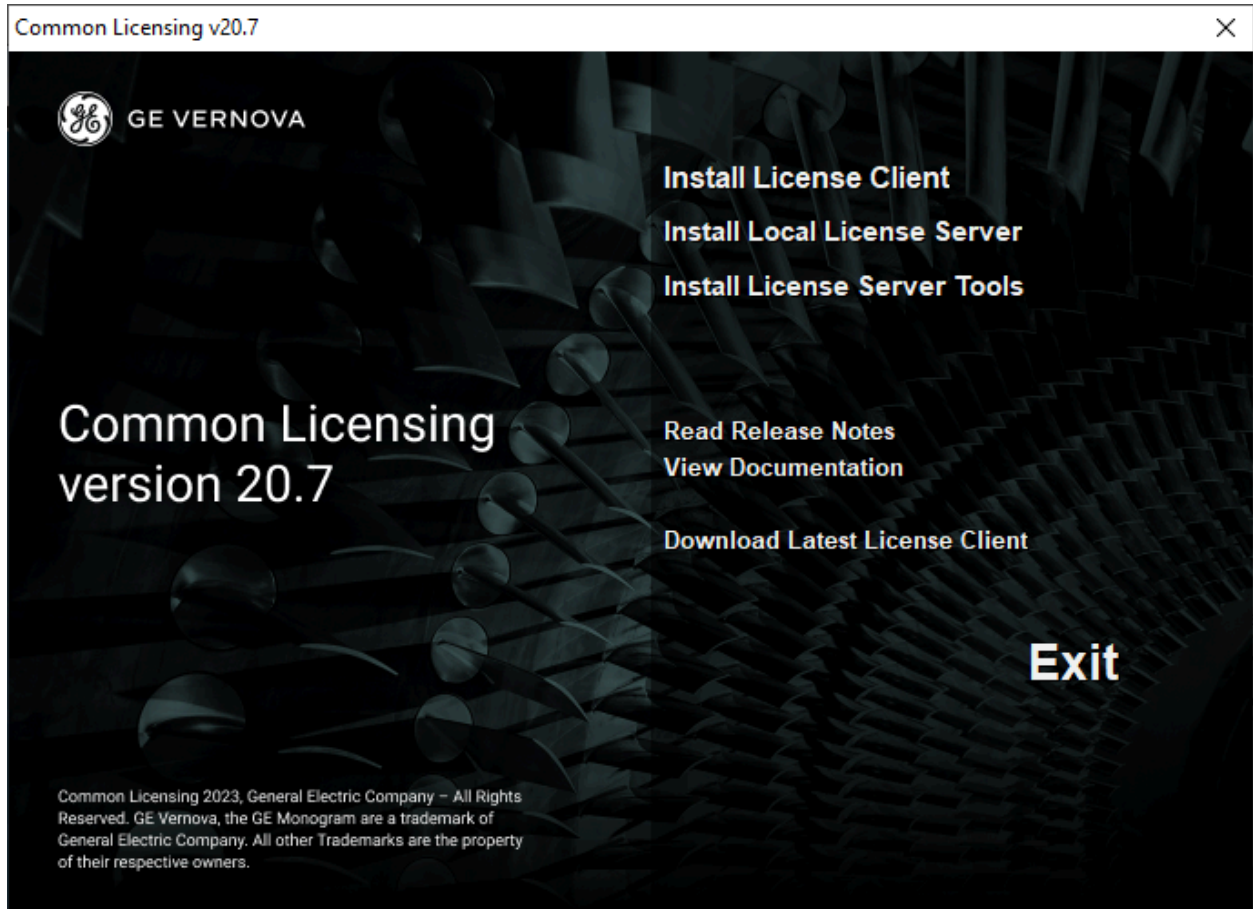 Common Licensing v20.7
GE VERNOVA
Install License Client
Install Local License Server
Install License Server Tools
Common Licensing
version 20.7
Read Release Notes
View Documentation
Download Latest License Client
Exit
Common Licensing 2023, General Electric Company – All Rights
Reserved. GE Vernova, the GE Monogram are a trademark of
General Electric Company. All other Trademarks are the property
of their respective owners.